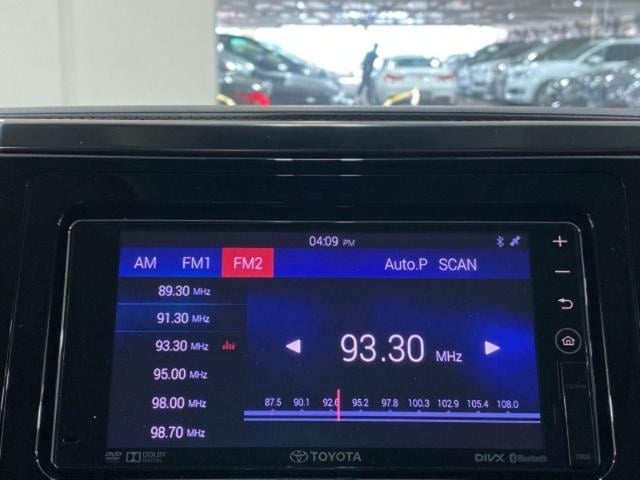 04:09 PM
AM FM1 FM2 Auto.P SCAN
89.30 MHz
91.30 MHz
93.30 MHz
95.00 MHz
98.00 MHz
98.70 MHz
93.30 MHz
87.5 90.1 92.6 95.2 97.8 100.3 102.9 105.4 108.0
DVD DOLBY DIGITAL TOYOTA DIVX Bluetooth